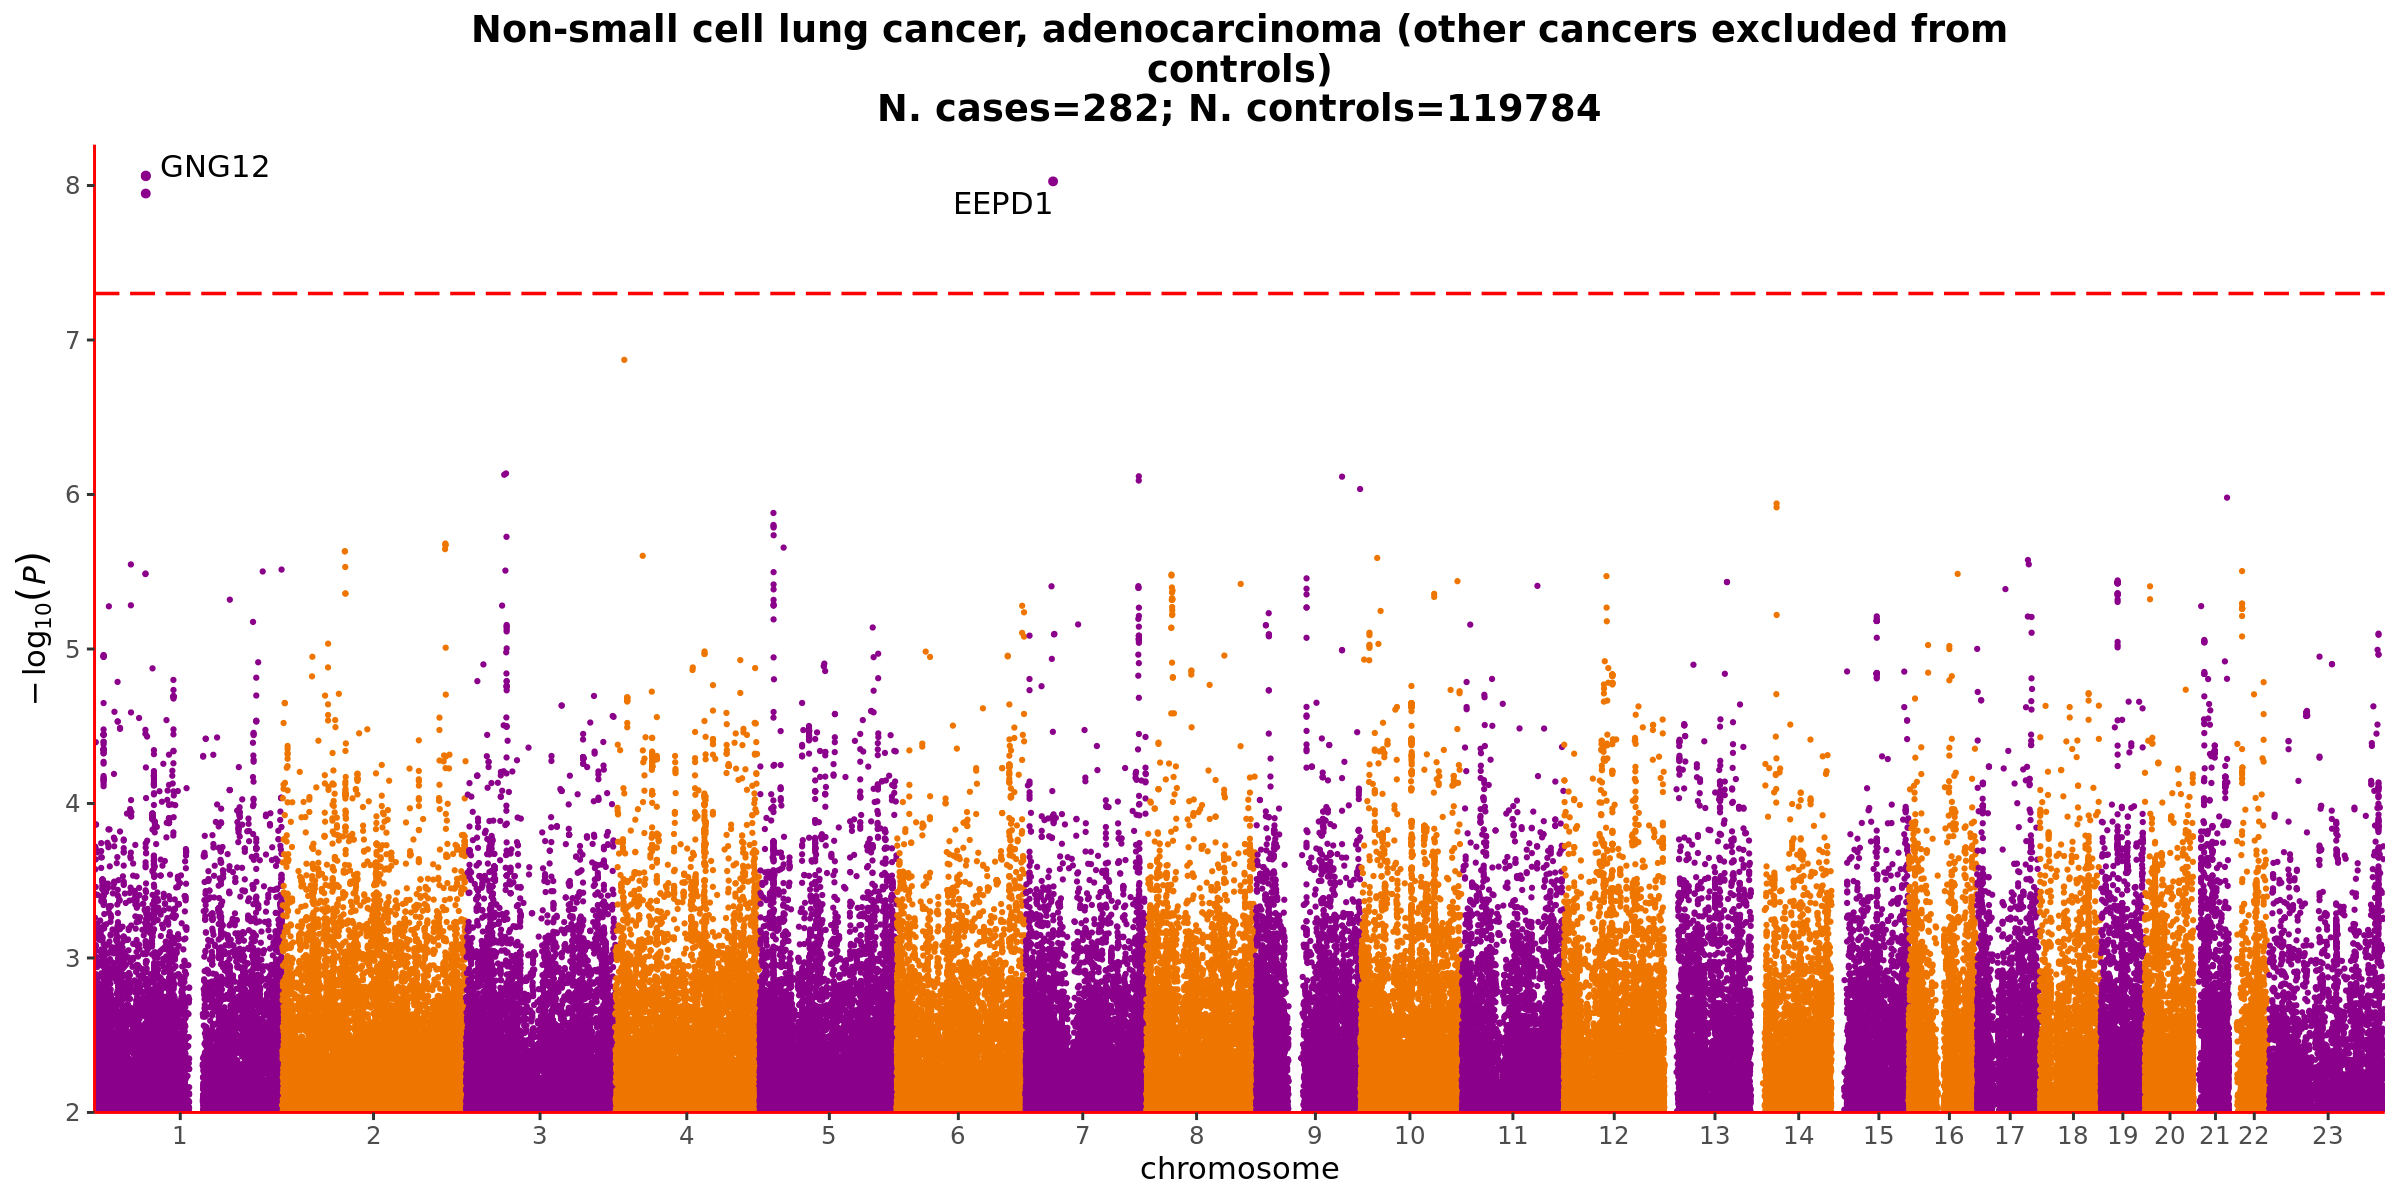 Non-small cell lung cancer, adenocarcinoma (other cancers excluded from
controls)
N. cases=282; N. controls=119784
GNG12
EEPD1
8
7
6
5
4
3
2
−log10(P)
1 2 3 4 5 6 7 8 9 10 11 12 13 14 15 16 17 18 19 20 21 22 23
chromosome